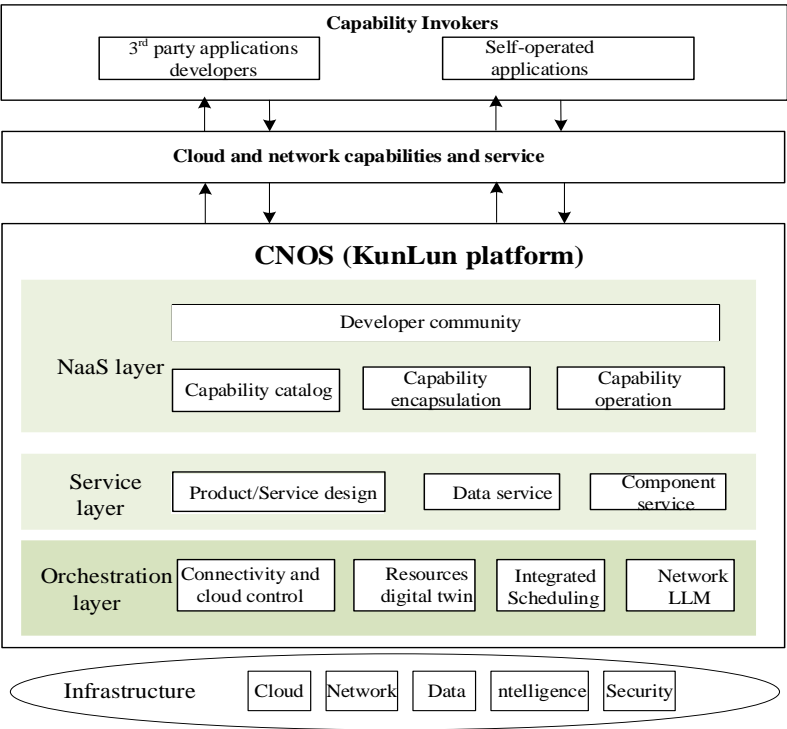 Capability Invokers
3rd party applications
developers
Self-operated
applications
Cloud and network capabilities and service
CNOS (KunLun platform)
NaaS layer
Developer community
Capability catalog
Capability
encapsulation
Capability
operation
Service
layer
Product/Service design
Data service
Component
service
Orchestration
layer
Connectivity and
cloud control
Resources
digital twin
Integrated
Scheduling
Network
LLM
Infrastructure
Cloud
Network
Data
ntelligence
Security